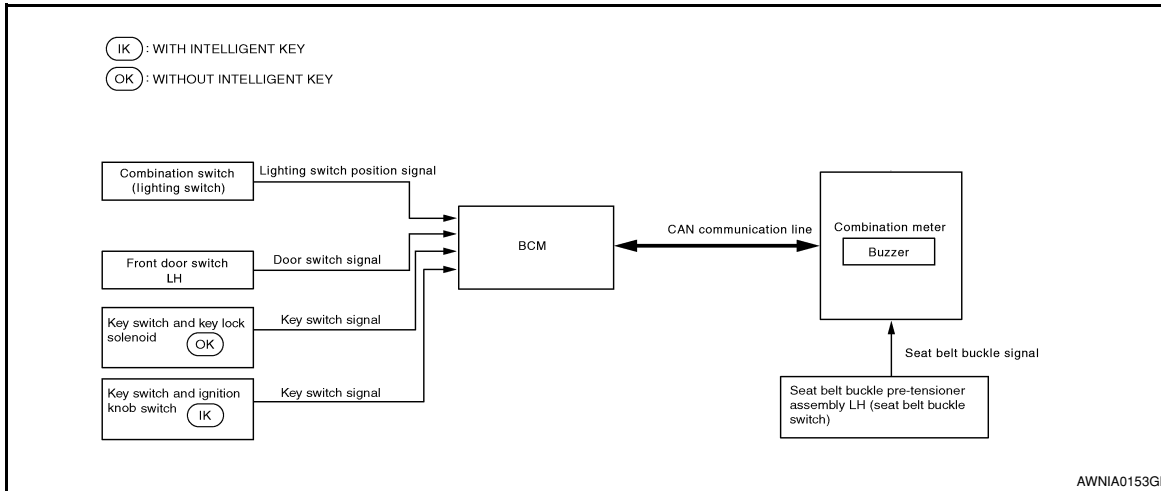 IK : WITH INTELLIGENT KEY
OK : WITHOUT INTELLIGENT KEY
Combination switch
(lighting switch)
Lighting switch position signal
Front door switch
LH
Door switch signal
Key switch and key lock
solenoid
OK
Key switch signal
Key switch and ignition
knob switch
IK
Key switch signal
BCM
CAN communication line
Combination meter
Buzzer
Seat belt buckle signal
Seat belt buckle pre-tensioner
assembly LH (seat belt buckle
switch)